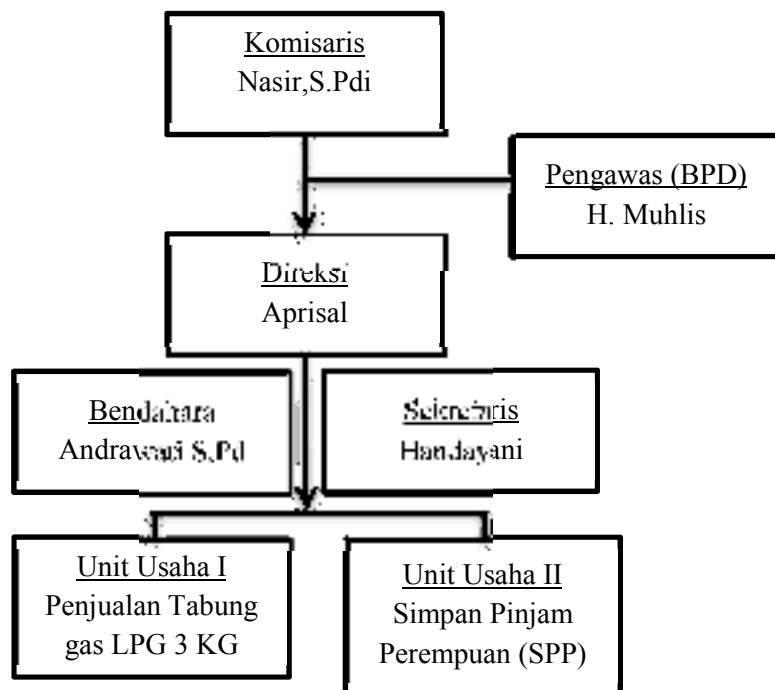 Komisaris
Nasir,S.Pdi
Pengawas (BPD)
H. Muhlis
Direksi
Aprisal
Bendahara
Andrawati S.Pd
Sekretaris
Handayani
Unit Usaha I
Penjualan Tabung
gas LPG 3 KG
Unit Usaha II
Simpan Pinjam
Perempuan (SPP)